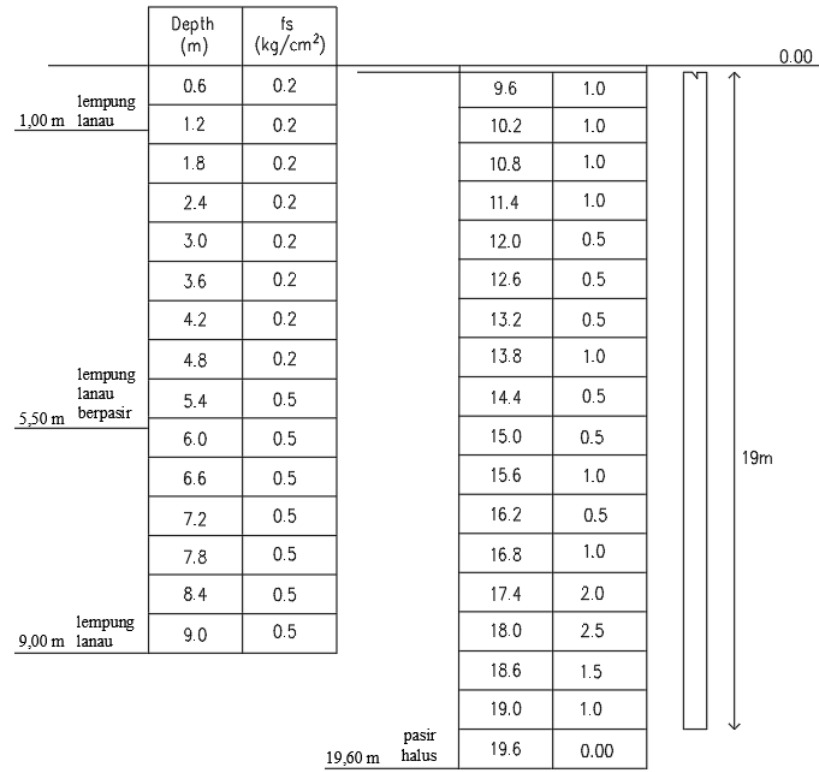 Depth (m) fs (kg/cm²)
0.00
0.6 0.2
lempung
lanau
1,00 m
1.2 0.2
1.8 0.2
2.4 0.2
3.0 0.2
3.6 0.2
4.2 0.2
4.8 0.2
lempung
lanau
berpasir
5,50 m
5.4 0.5
6.0 0.5
6.6 0.5
7.2 0.5
7.8 0.5
8.4 0.5
lempung
lanau
9,00 m
9.0 0.5
9.6 1.0
10.2 1.0
10.8 1.0
11.4 1.0
12.0 0.5
12.6 0.5
13.2 0.5
13.8 1.0
14.4 0.5
15.0 0.5
15.6 1.0
16.2 0.5
16.8 1.0
17.4 2.0
18.0 2.5
18.6 1.5
19.0 1.0
pasir
halus
19,60 m
19.6 0.00
19m